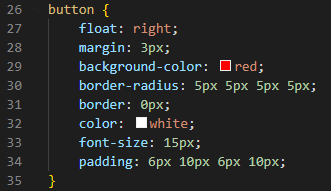 26 button {
27     float: right;
28     margin: 3px;
29     background-color: red;
30     border-radius: 5px 5px 5px 5px;
31     border: 0px;
32     color: white;
33     font-size: 15px;
34     padding: 6px 10px 6px 10px;
35 }